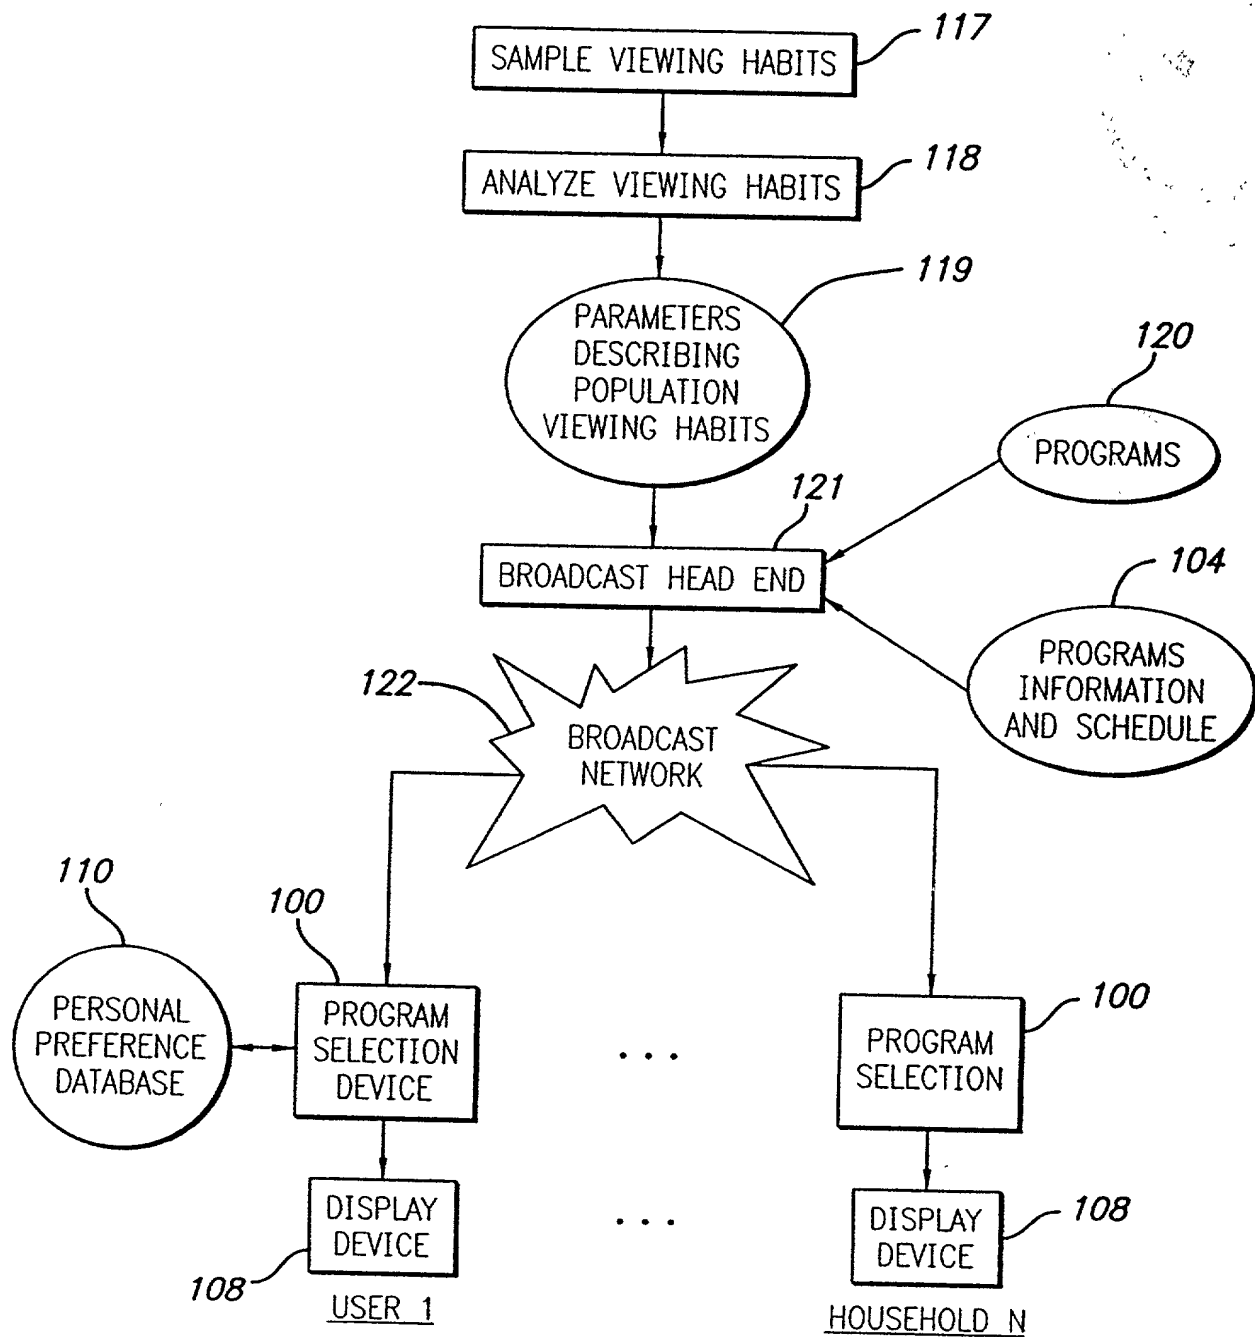 117
SAMPLE VIEWING HABITS
118
ANALYZE VIEWING HABITS
119
PARAMETERS
DESCRIBING
POPULATION
VIEWING HABITS
120
PROGRAMS
121
BROADCAST HEAD END
104
PROGRAMS
INFORMATION
AND SCHEDULE
122
BROADCAST
NETWORK
110
PERSONAL
PREFERENCE
DATABASE
100
PROGRAM
SELECTION
DEVICE
. . .
100
PROGRAM
SELECTION
DISPLAY
DEVICE
108
USER 1
. . .
DISPLAY
DEVICE
108
HOUSEHOLD N